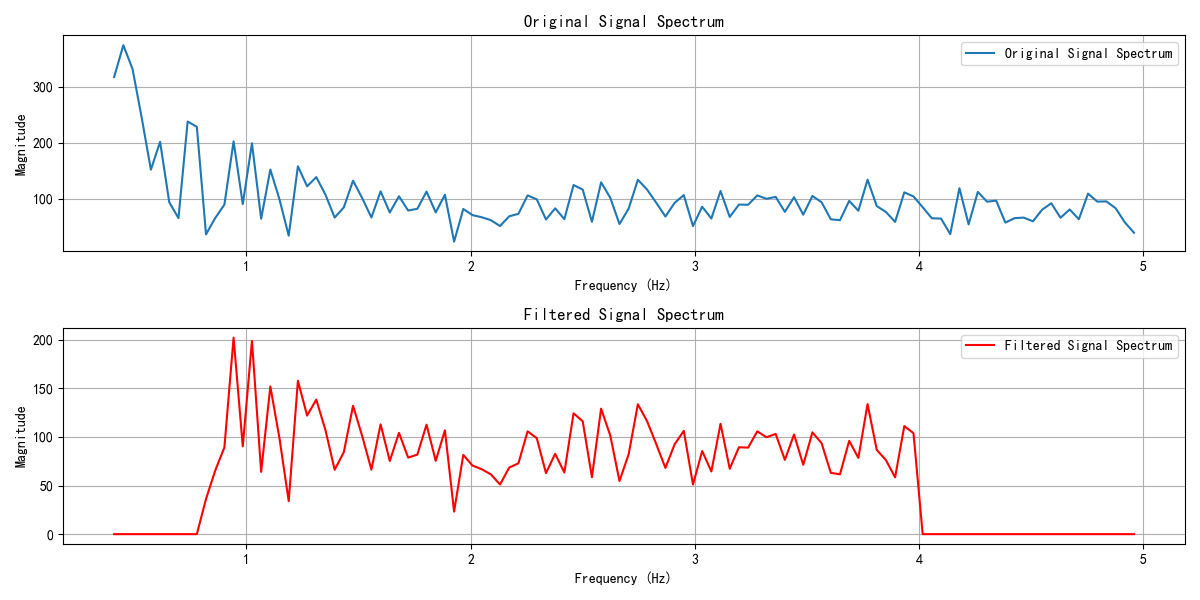 Original Signal Spectrum
Original Signal Spectrum
Magnitude
300
200
100
1 2 3 4 5
Frequency (Hz)
Filtered Signal Spectrum
Filtered Signal Spectrum
Magnitude
200
150
100
50
0
1 2 3 4 5
Frequency (Hz)